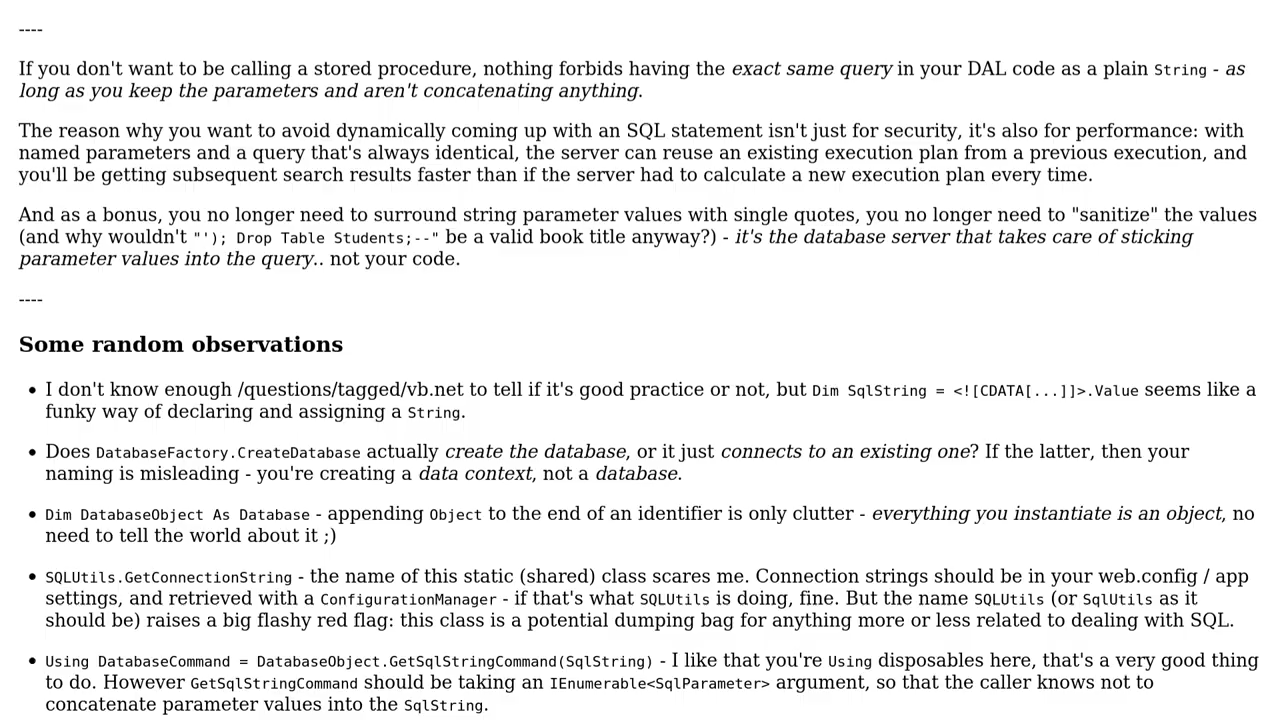 ----
If you don't want to be calling a stored procedure, nothing forbids having the exact same query in your DAL code as a plain String - as
long as you keep the parameters and aren't concatenating anything.
The reason why you want to avoid dynamically coming up with an SQL statement isn't just for security, it's also for performance: with
named parameters and a query that's always identical, the server can reuse an existing execution plan from a previous execution, and
you'll be getting subsequent search results faster than if the server had to calculate a new execution plan every time.
And as a bonus, you no longer need to surround string parameter values with single quotes, you no longer need to "sanitize" the values
(and why wouldn't "'); Drop Table Students;--" be a valid book title anyway?) - it's the database server that takes care of sticking
parameter values into the query.. not your code.
----
Some random observations
• I don't know enough /questions/tagged/vb.net to tell if it's good practice or not, but Dim SqlString = <![CDATA[...]]>.Value seems like a
funky way of declaring and assigning a String.
• Does DatabaseFactory.CreateDatabase actually create the database, or it just connects to an existing one? If the latter, then your
naming is misleading - you're creating a data context, not a database.
• Dim DatabaseObject As Database - appending Object to the end of an identifier is only clutter - everything you instantiate is an object, no
need to tell the world about it ;)
• SQLUtils.GetConnectionString - the name of this static (shared) class scares me. Connection strings should be in your web.config / app
settings, and retrieved with a ConfigurationManager - if that's what SQLUtils is doing, fine. But the name SQLUtils (or SqlUtils as it
should be) raises a big flashy red flag: this class is a potential dumping bag for anything more or less related to dealing with SQL.
• Using DatabaseCommand = DatabaseObject.GetSqlStringCommand(SqlString) - I like that you're Using disposables here, that's a very good thing
to do. However GetSqlStringCommand should be taking an IEnumerable<SqlParameter> argument, so that the caller knows not to
concatenate parameter values into the SqlString.